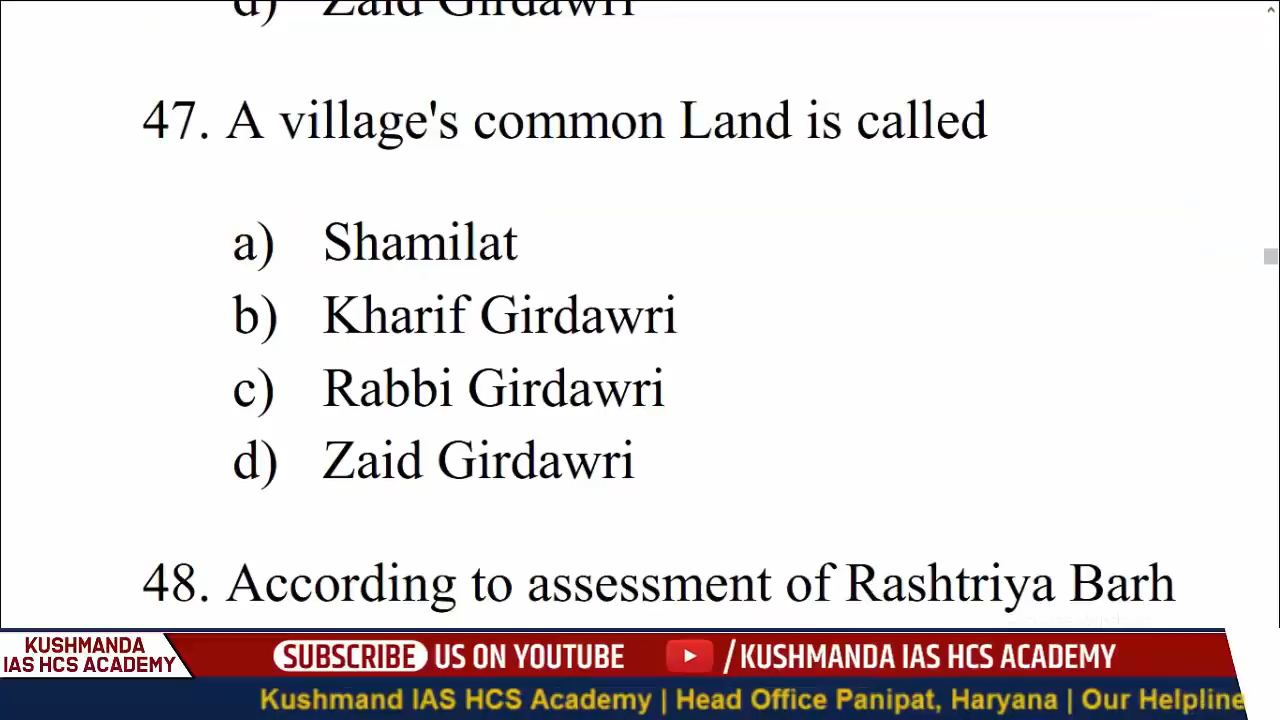 d) Zaid Girdawri
47. A village's common Land is called
a) Shamilat
b) Kharif Girdawri
c) Rabbi Girdawri
d) Zaid Girdawri
48. According to assessment of Rashtriya Barh
KUSHMANDA
IAS HCS ACADEMY
SUBSCRIBE US ON YOUTUBE /KUSHMANDA IAS HCS ACADEMY
Kushmand IAS HCS Academy | Head Office Panipat, Haryana | Our Helpline